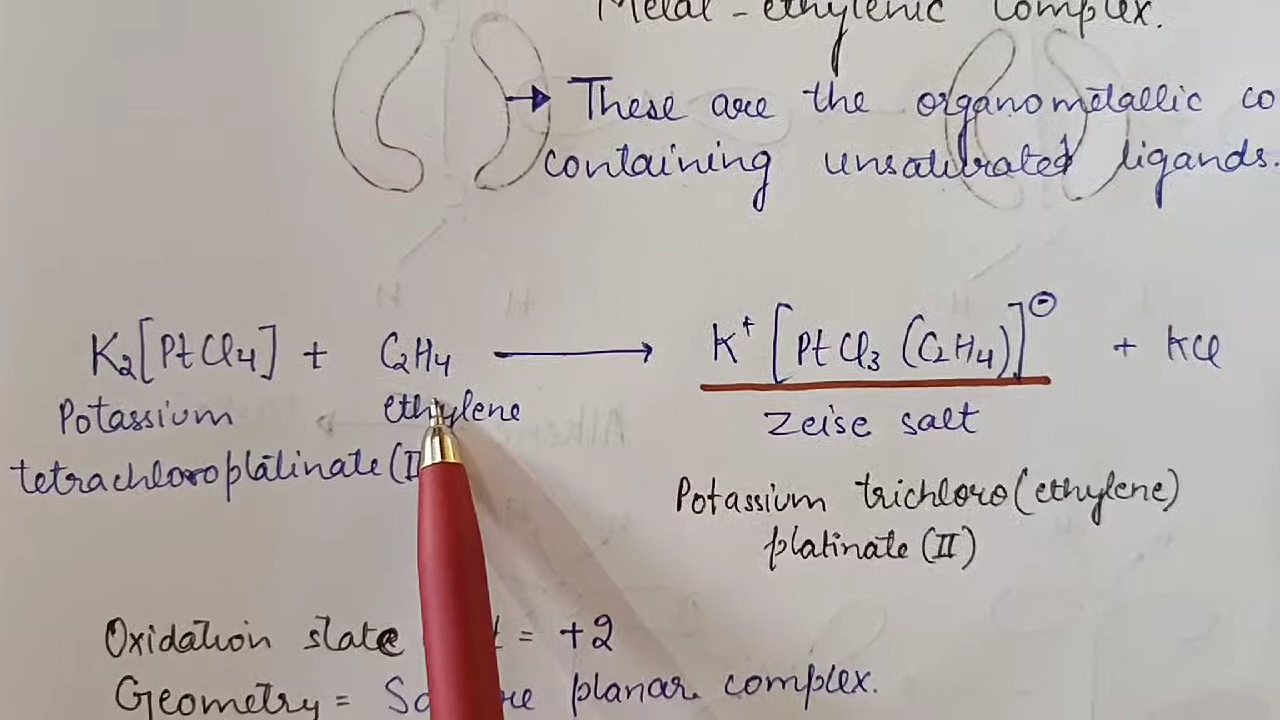 Metal-ethylenic complex.
→ These are the organometallic co
containing unsaturated ligands.
K₂[PtCl₄] + C₂H₄ ⟶ K⁺ [PtCl₃ (C₂H₄)]⊖ + KCl
Potassium ethylene Zeise salt
tetrachloroplatinate (II
Potassium trichloro(ethylene)
platinate (II)
Oxidation state = +2
Geometry = planar complex.